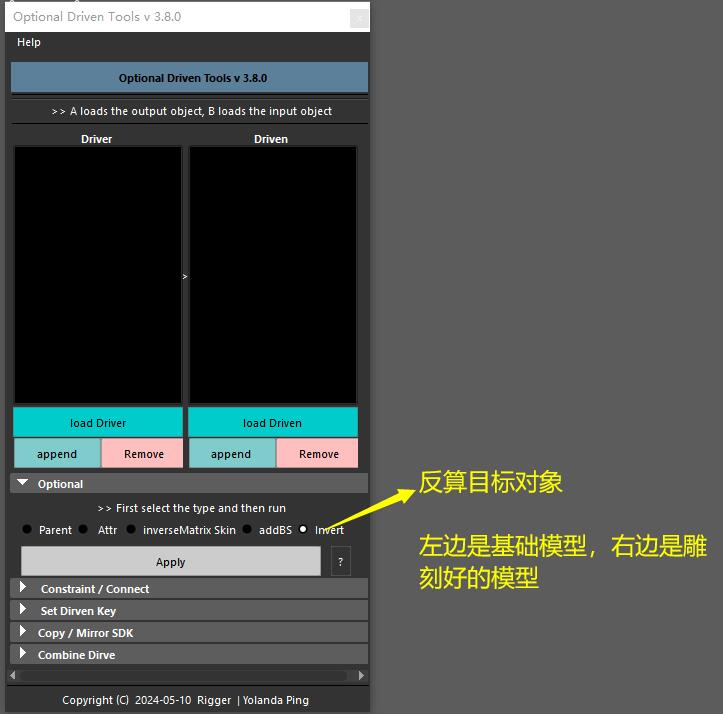 Optional Driven Tools v 3.8.0
Help
Optional Driven Tools v 3.8.0
>> A loads the output object, B loads the input object
Driver Driven
>
load Driver load Driven
append Remove append Remove
Optional
>> First select the type and then run
Parent Attr inverseMatrix Skin addBS Invert
Apply ?
Constraint / Connect
Set Dirven Key
Copy / Mirror SDK
Combine Dirve
Copyright (C) 2024-05-10 Rigger | Yolanda Ping
反算目标对象
左边是基础模型，右边是雕
刻好的模型